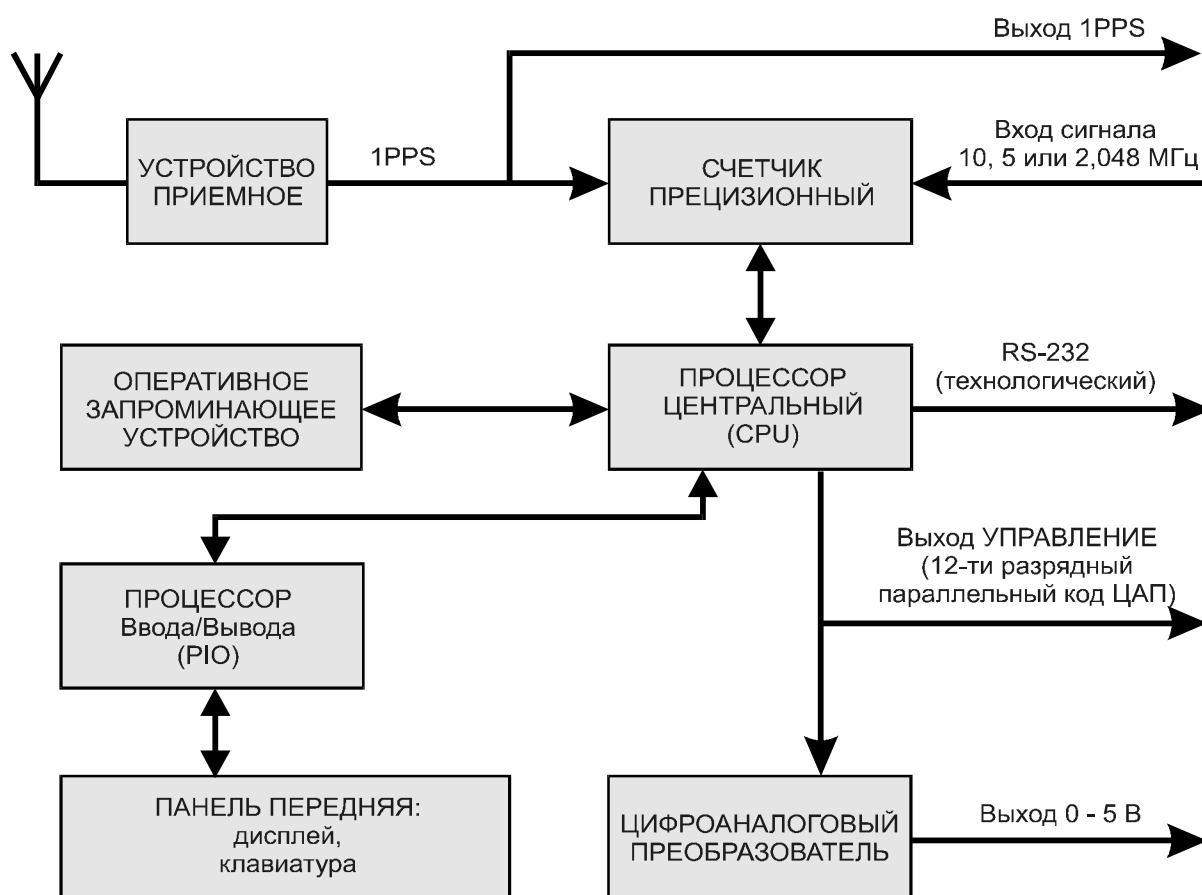 Выход 1PPS
УСТРОЙСТВО
ПРИЕМНОЕ
1PPS
СЧЕТЧИК
ПРЕЦИЗИОННЫЙ
Вход сигнала
10, 5 или 2,048 МГц
ОПЕРАТИВНОЕ
ЗАПРОМИНАЮЩЕЕ
УСТРОЙСТВО
ПРОЦЕССОР
ЦЕНТРАЛЬНЫЙ
(CPU)
RS-232
(технологический)
ПРОЦЕССОР
Ввода/Вывода
(PIO)
Выход УПРАВЛЕНИЕ
(12-ти разрядный
параллельный код ЦАП)
ПАНЕЛЬ ПЕРЕДНЯЯ:
дисплей,
клавиатура
ЦИФРОАНАЛОГОВЫЙ
ПРЕОБРАЗОВАТЕЛЬ
Выход 0 - 5 В